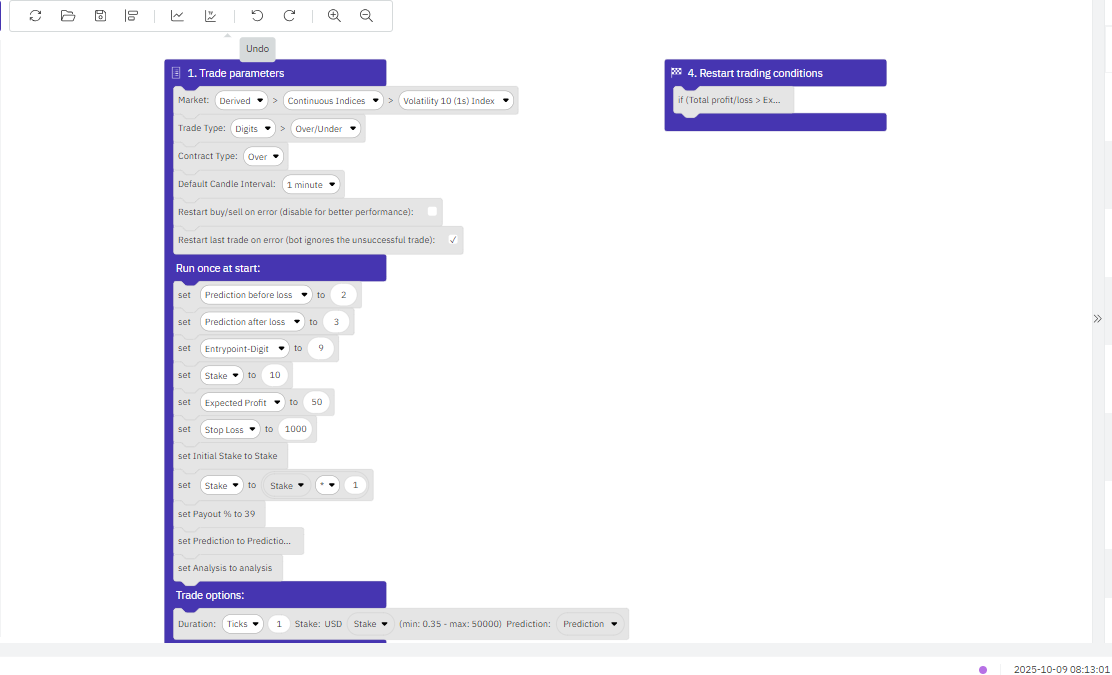 Undo
1. Trade parameters
Market: Derived > Continuous Indices > Volatility 10 (1s) Index
Trade Type: Digits > Over/Under
Contract Type: Over
Default Candle Interval: 1 minute
Restart buy/sell on error (disable for better performance):
Restart last trade on error (bot ignores the unsuccessful trade): ✓
Run once at start:
set Prediction before loss to 2
set Prediction after loss to 3
set Entrypoint-Digit to 9
set Stake to 10
set Expected Profit to 50
set Stop Loss to 1000
set Initial Stake to Stake
set Stake to Stake * 1
set Payout % to 39
set Prediction to Predictio...
set Analysis to analysis
Trade options:
Duration: Ticks 1 Stake: USD Stake (min: 0.35 - max: 50000) Prediction: Prediction
4. Restart trading conditions
if (Total profit/loss > Ex...
2025-10-09 08:13:01